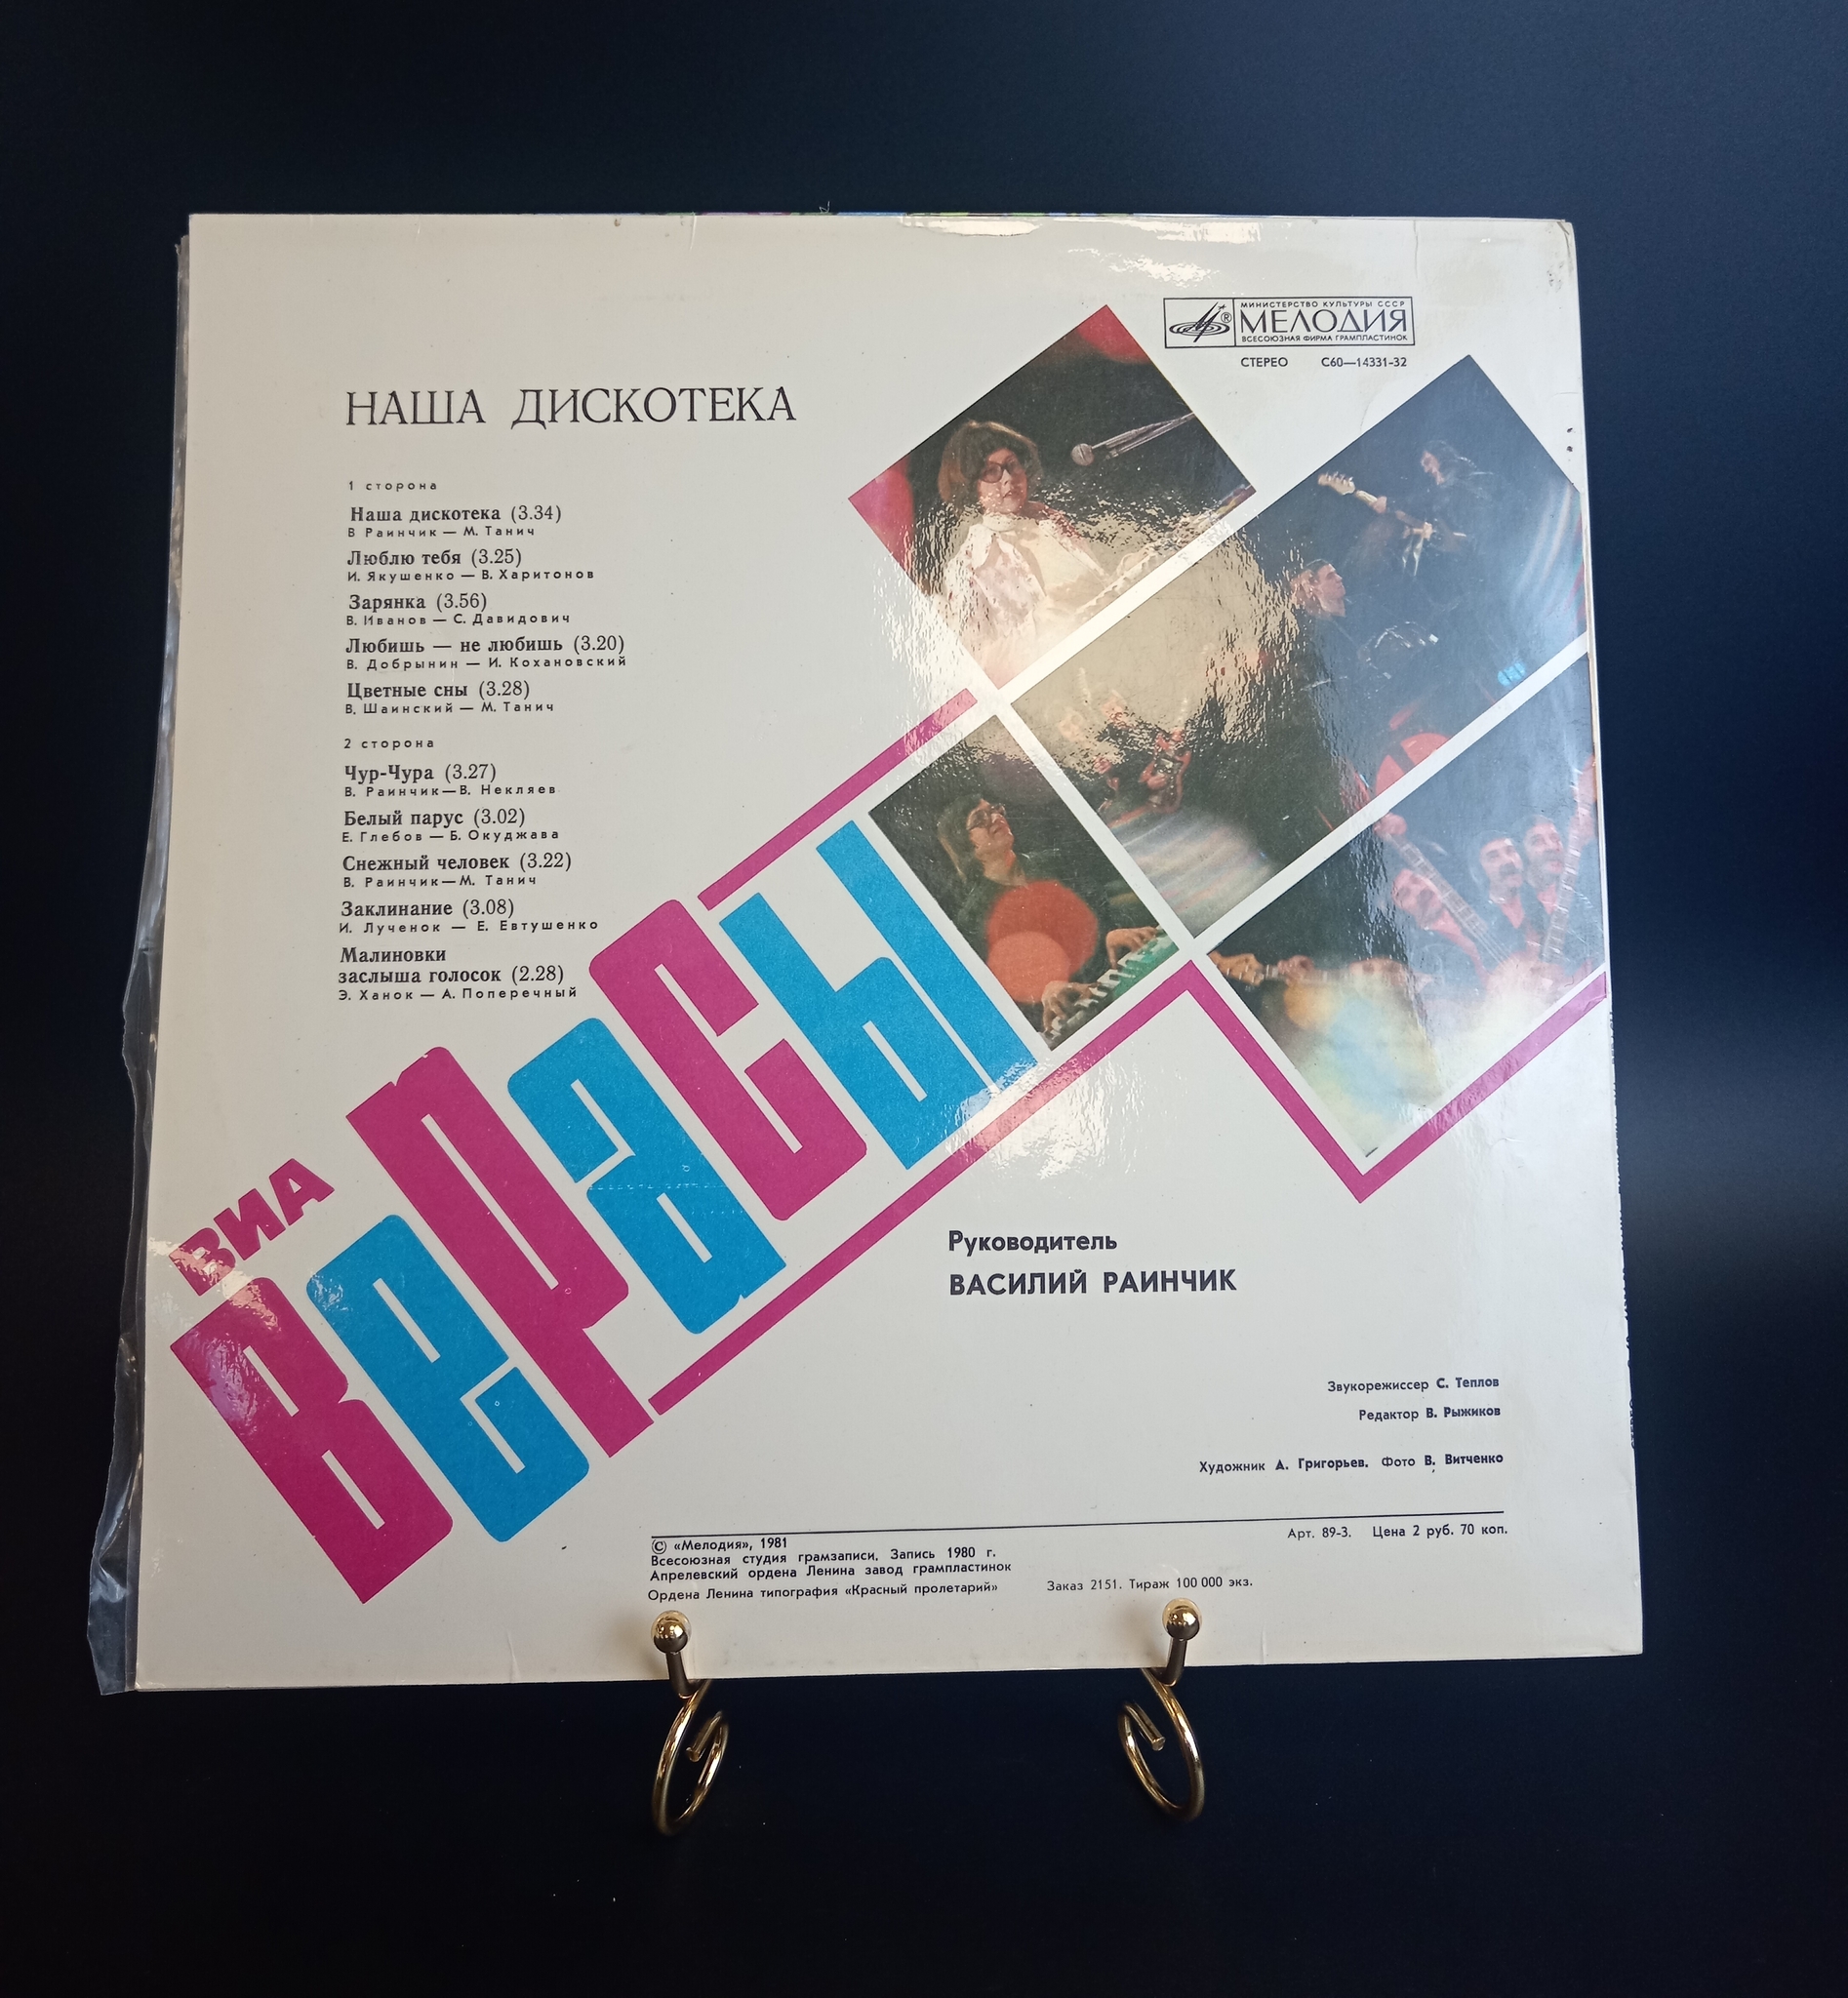 МИНИСТЕРСТВО КУЛЬТУРЫ СССР
МЕЛОДИЯ
ВСЕСОЮЗНАЯ ФИРМА ГРАМПЛАСТИНОК
СТЕРЕО С60—14331-32
НАША ДИСКОТЕКА
1 сторона
Наша дискотека (3.34)
В Раинчик — М. Танич
Люблю тебя (3.25)
И. Якушенко — В. Харитонов
Зарянка (3.56)
В. Иванов — С. Давидович
Любишь — не любишь (3.20)
В. Добрынин — И. Кохановский
Цветные сны (3.28)
В. Шаинский — М. Танич
2 сторона
Чур-Чура (3.27)
В. Раинчик—В. Некляев
Белый парус (3.02)
Е. Глебов — Б. Окуджава
Снежный человек (3.22)
В. Раинчик—М. Танич
Заклинание (3.08)
И. Лученок — Е. Евтушенко
Малиновки
заслыша голосок (2.28)
Э. Ханок — А. Поперечный
ВИА
Верасы
Руководитель
ВАСИЛИЙ РАИНЧИК
Звукорежиссер С. Теплов
Редактор В. Рыжиков
Художник А. Григорьев. Фото В. Витченко
© «Мелодия», 1981
Всесоюзная студия грамзаписи. Запись 1980 г.
Апрелевский ордена Ленина завод грампластинок
Ордена Ленина типография «Красный пролетарий» Заказ 2151. Тираж 100 000 экз.
Арт. 89-3. Цена 2 руб. 70 коп.